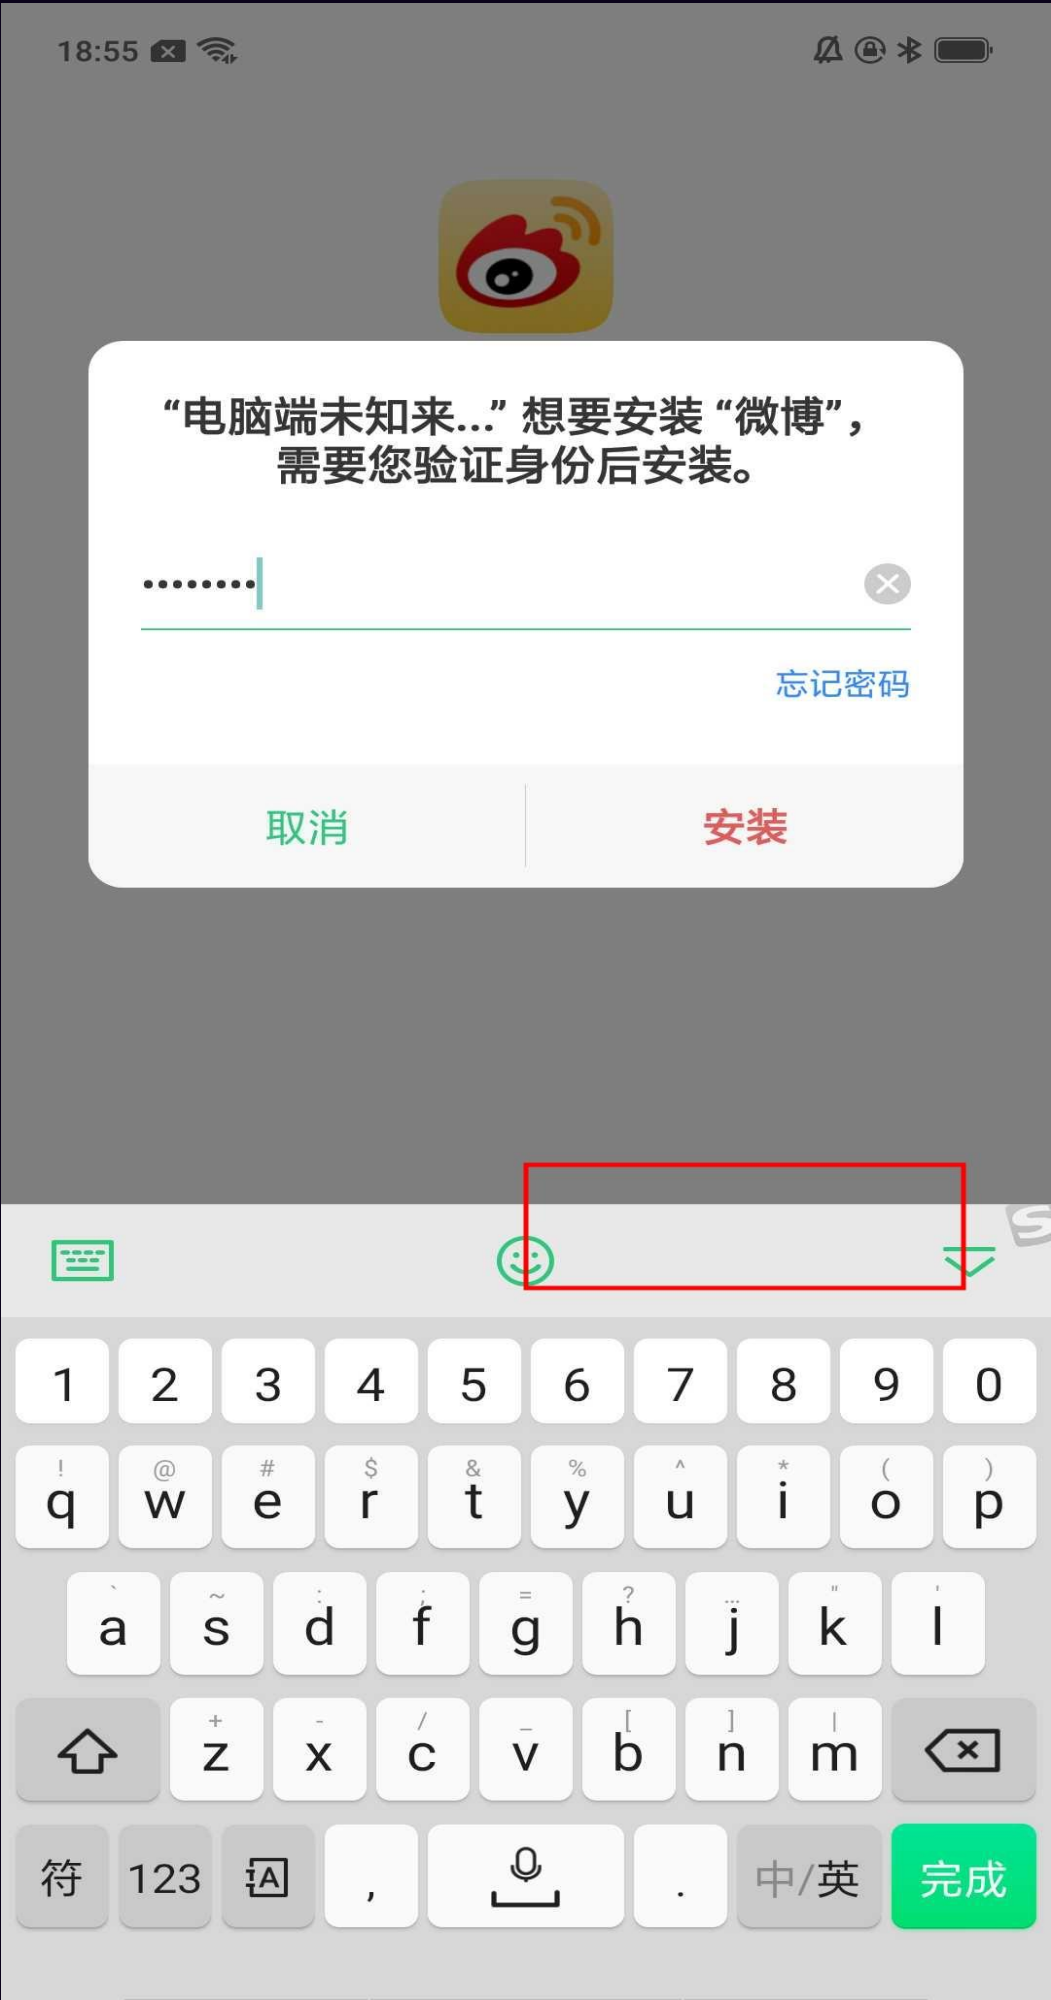 18:55
“电脑端未知来...” 想要安装 “微博”，
需要您验证身份后安装。
••••••••
忘记密码
取消
安装
S
1 2 3 4 5 6 7 8 9 0
! @ # $ & % ^ * ( )
q w e r t y u i o p
` ~ : ; = ? ... " '
a s d f g h j k l
+ - / _ [ ] |
z x c v b n m
符 123 A , . 中/英 完成